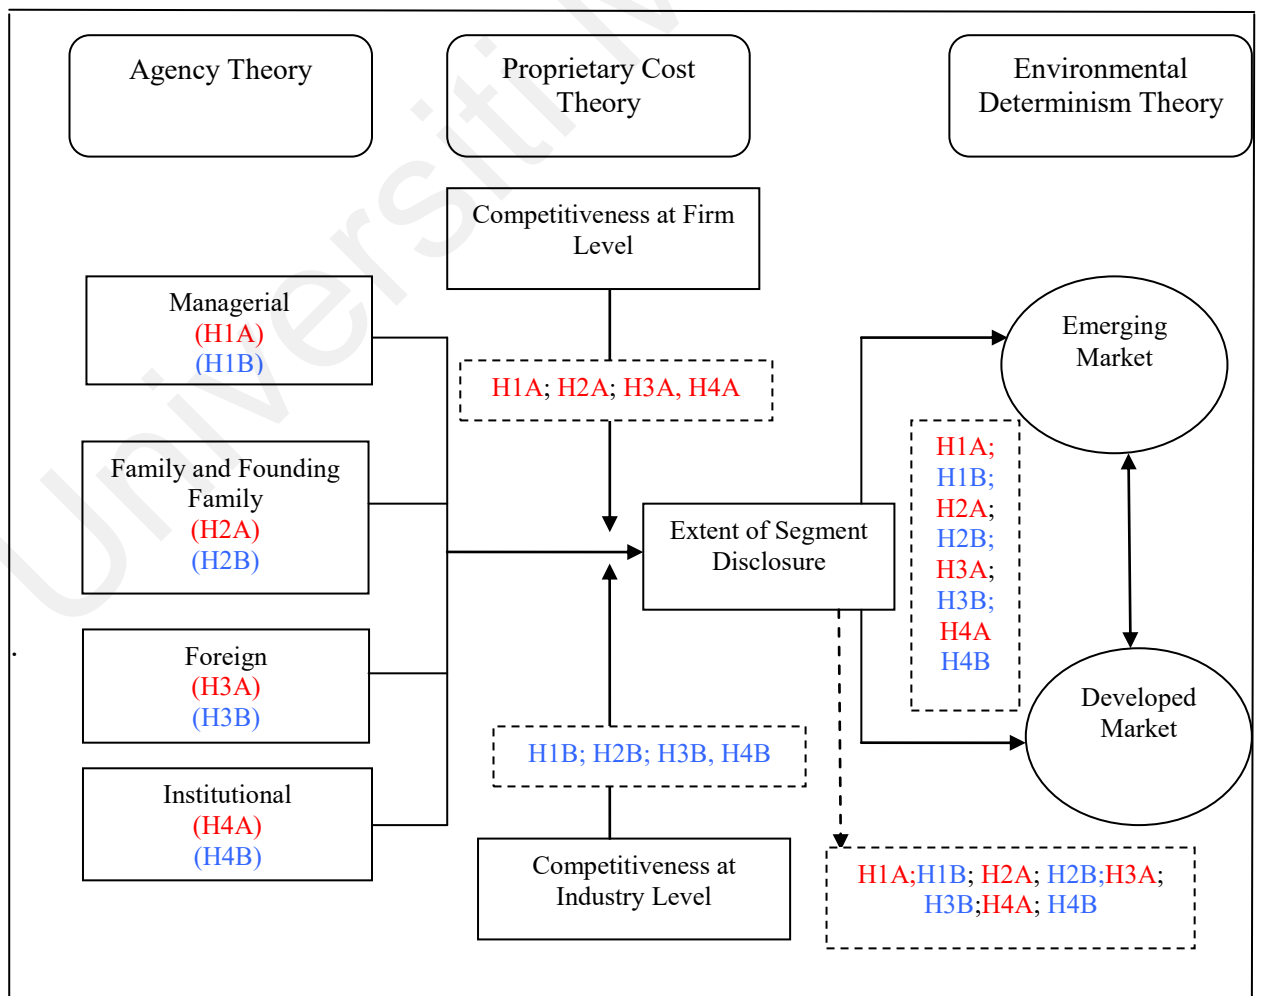 Agency Theory
Proprietary Cost
Theory
Environmental
Determinism Theory
Competitiveness at Firm
Level
Managerial
(H1A)
(H1B)
H1A; H2A; H3A, H4A
Emerging
Market
Family and Founding
Family
(H2A)
(H2B)
Extent of Segment
Disclosure
H1A;
H1B;
H2A;
H2B;
H3A;
H3B;
H4A
H4B
Foreign
(H3A)
(H3B)
.
H1B; H2B; H3B, H4B
Developed
Market
Institutional
(H4A)
(H4B)
Competitiveness at
Industry Level
H1A;H1B; H2A; H2B;H3A;
H3B;H4A; H4B
Universiti